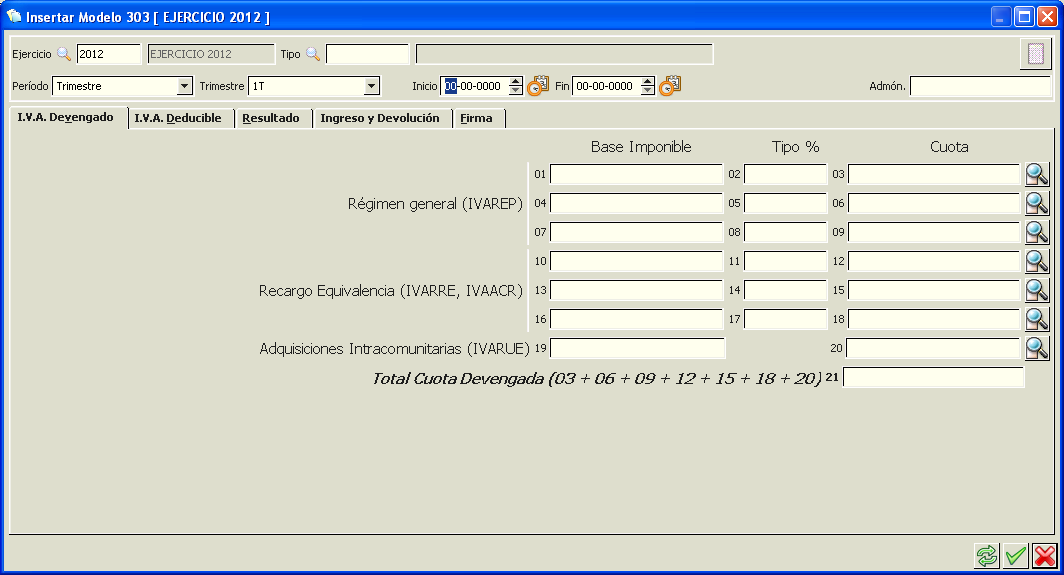 Insertar Modelo 303 [ EJERCICIO 2012 ]
Ejercicio 2012 EJERCICIO 2012 Tipo
Período Trimestre Trimestre 1T Inicio 00-00-0000 Fin 00-00-0000 Admón.
I.V.A. Devengado I.V.A. Deducible Resultado Ingreso y Devolución Firma
Base Imponible Tipo % Cuota
01 02 03
Régimen general (IVAREP) 04 05 06
07 08 09
10 11 12
Recargo Equivalencia (IVARRE, IVAACR) 13 14 15
16 17 18
Adquisiciones Intracomunitarias (IVARUE) 19 20
Total Cuota Devengada (03 + 06 + 09 + 12 + 15 + 18 + 20) 21